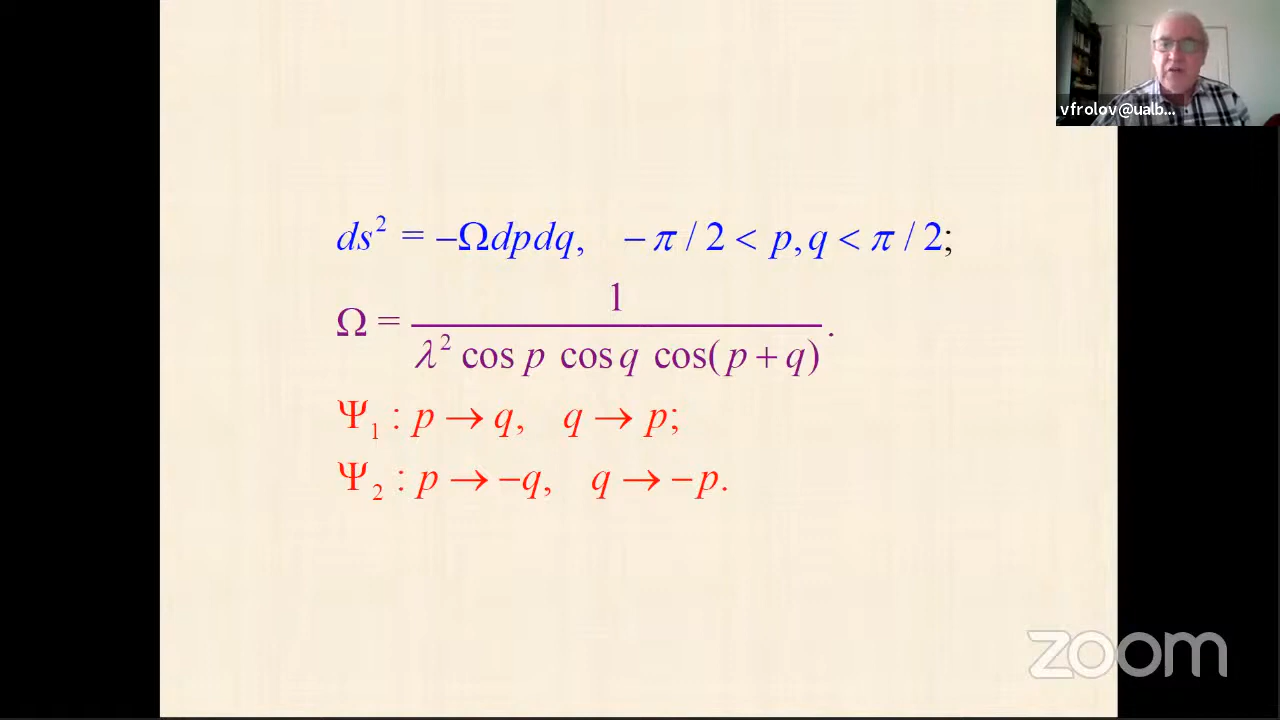 vfrolov@ualb...
ds² = −Ωdpdq, −π/2 < p,q < π/2;
Ω = 1 / (λ² cos p cos q cos(p + q)).
Ψ₁ : p → q, q → p;
Ψ₂ : p → −q, q → −p.
zoom